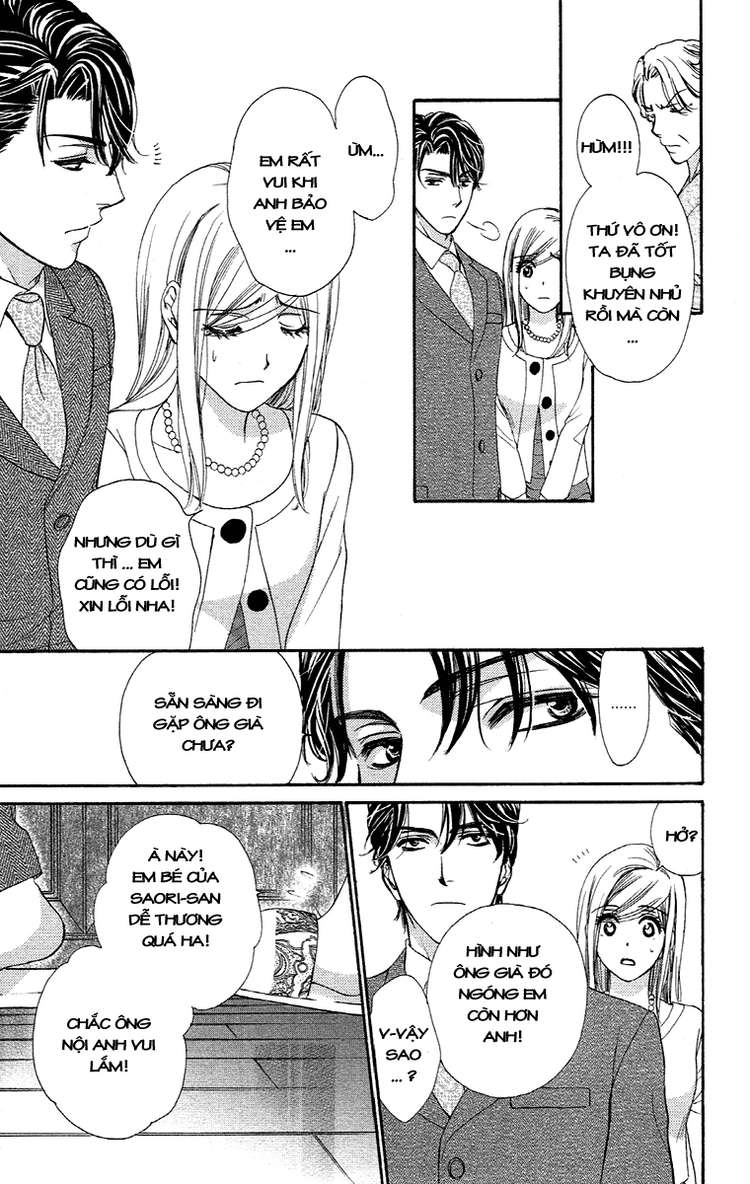 HỪM!!!
THỨ VÔ ƠN!
TA ĐÃ TỐT
BỤNG
KHUYÊN NHỦ
RỒI MÀ CÒN
...
ỪM...
EM RẤT
VUI KHI
ANH BẢO
VỆ EM
...
NHƯNG DÙ GÌ
THÌ ... EM
CŨNG CÓ LỖI!
XIN LỖI NHA!
......
SẴN SÀNG ĐI
GẶP ÔNG GIÀ
CHƯA?
HỞ?
HÌNH NHƯ
ÔNG GIÀ ĐÓ
NGÓNG EM
CÒN HƠN
ANH!
V-VẬY
SAO
... ?
À NÀY!
EM BÉ CỦA
SAORI-SAN
DỄ THƯƠNG
QUÁ HA!
CHẮC ÔNG
NỘI ANH VUI
LẮM!